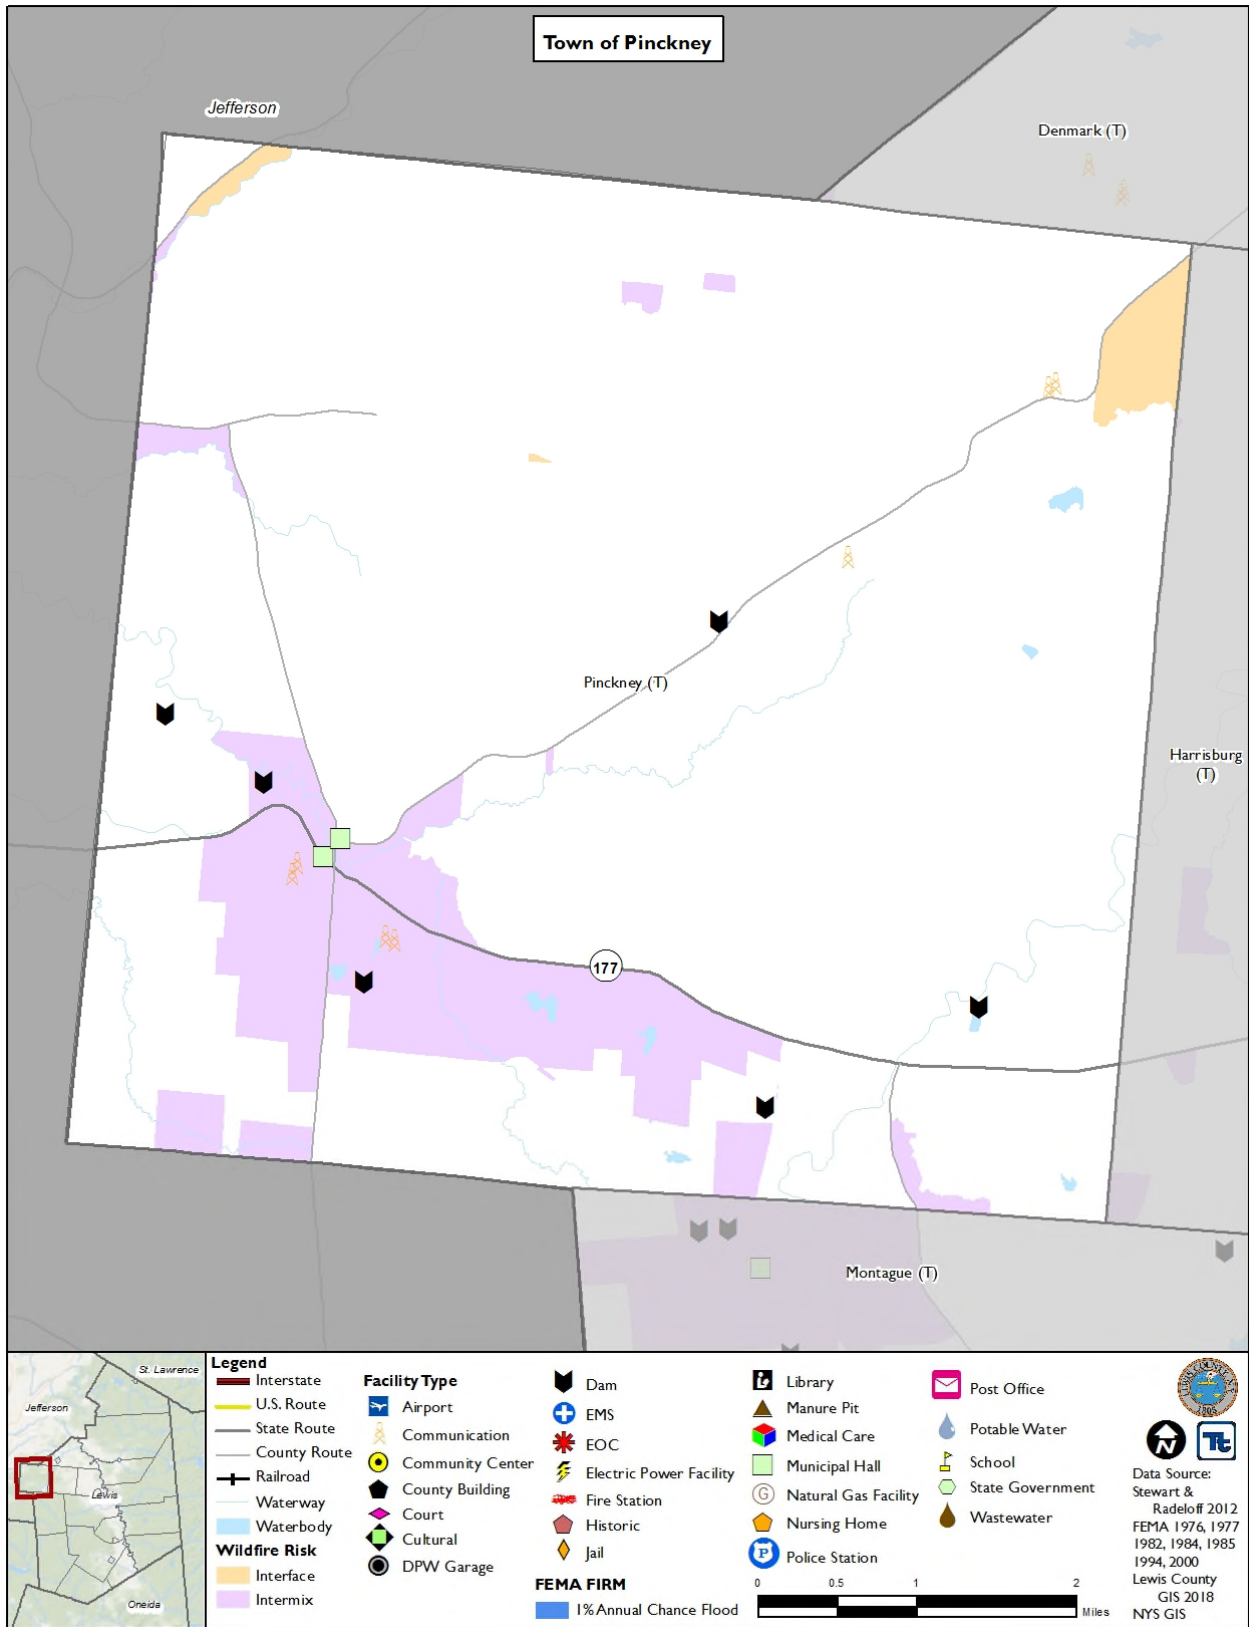 Town of Pinckney
Jefferson
Denmark (T)
Pinckney (T)
Harrisburg
(T)
177
Montague (T)
St. Lawrence
Jefferson
Lewis
Oneida
Legend
Interstate
U.S. Route
State Route
County Route
Railroad
Waterway
Waterbody
Wildfire Risk
Interface
Intermix
Facility Type
Airport
Communication
Community Center
County Building
Court
Cultural
DPW Garage
Dam
EMS
EOC
Electric Power Facility
Fire Station
Historic
Jail
FEMA FIRM
1% Annual Chance Flood
Library
Manure Pit
Medical Care
Municipal Hall
G
Natural Gas Facility
Nursing Home
P
Police Station
0 0.5 1 2
Miles
Post Office
Potable Water
School
State Government
Wastewater
N
Tt
Data Source:
Stewart &
Radeloff 2012
FEMA 1976, 1977
1982, 1984, 1985
1994, 2000
Lewis County
GIS 2018
NYS GIS